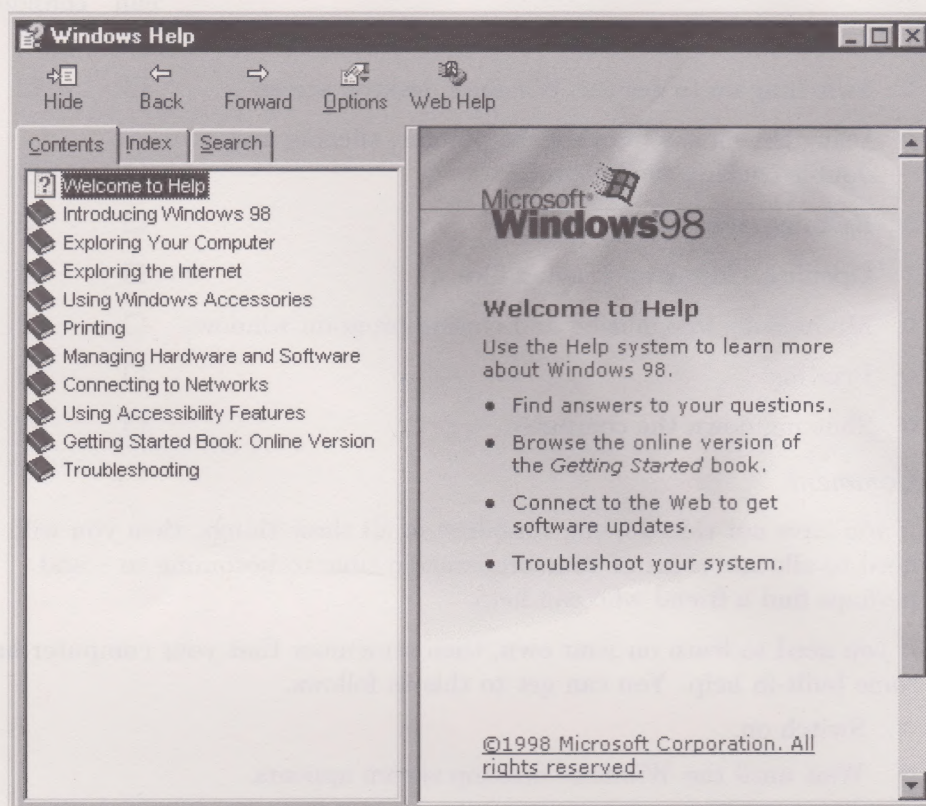 Windows Help
Hide Back Forward Options Web Help
Contents Index Search
Welcome to Help
Introducing Windows 98
Exploring Your Computer
Exploring the Internet
Using Windows Accessories
Printing
Managing Hardware and Software
Connecting to Networks
Using Accessibility Features
Getting Started Book: Online Version
Troubleshooting
Microsoft®
Windows98
Welcome to Help
Use the Help system to learn more
about Windows 98.
• Find answers to your questions.
• Browse the online version of
the Getting Started book.
• Connect to the Web to get
software updates.
• Troubleshoot your system.
©1998 Microsoft Corporation. All
rights reserved.